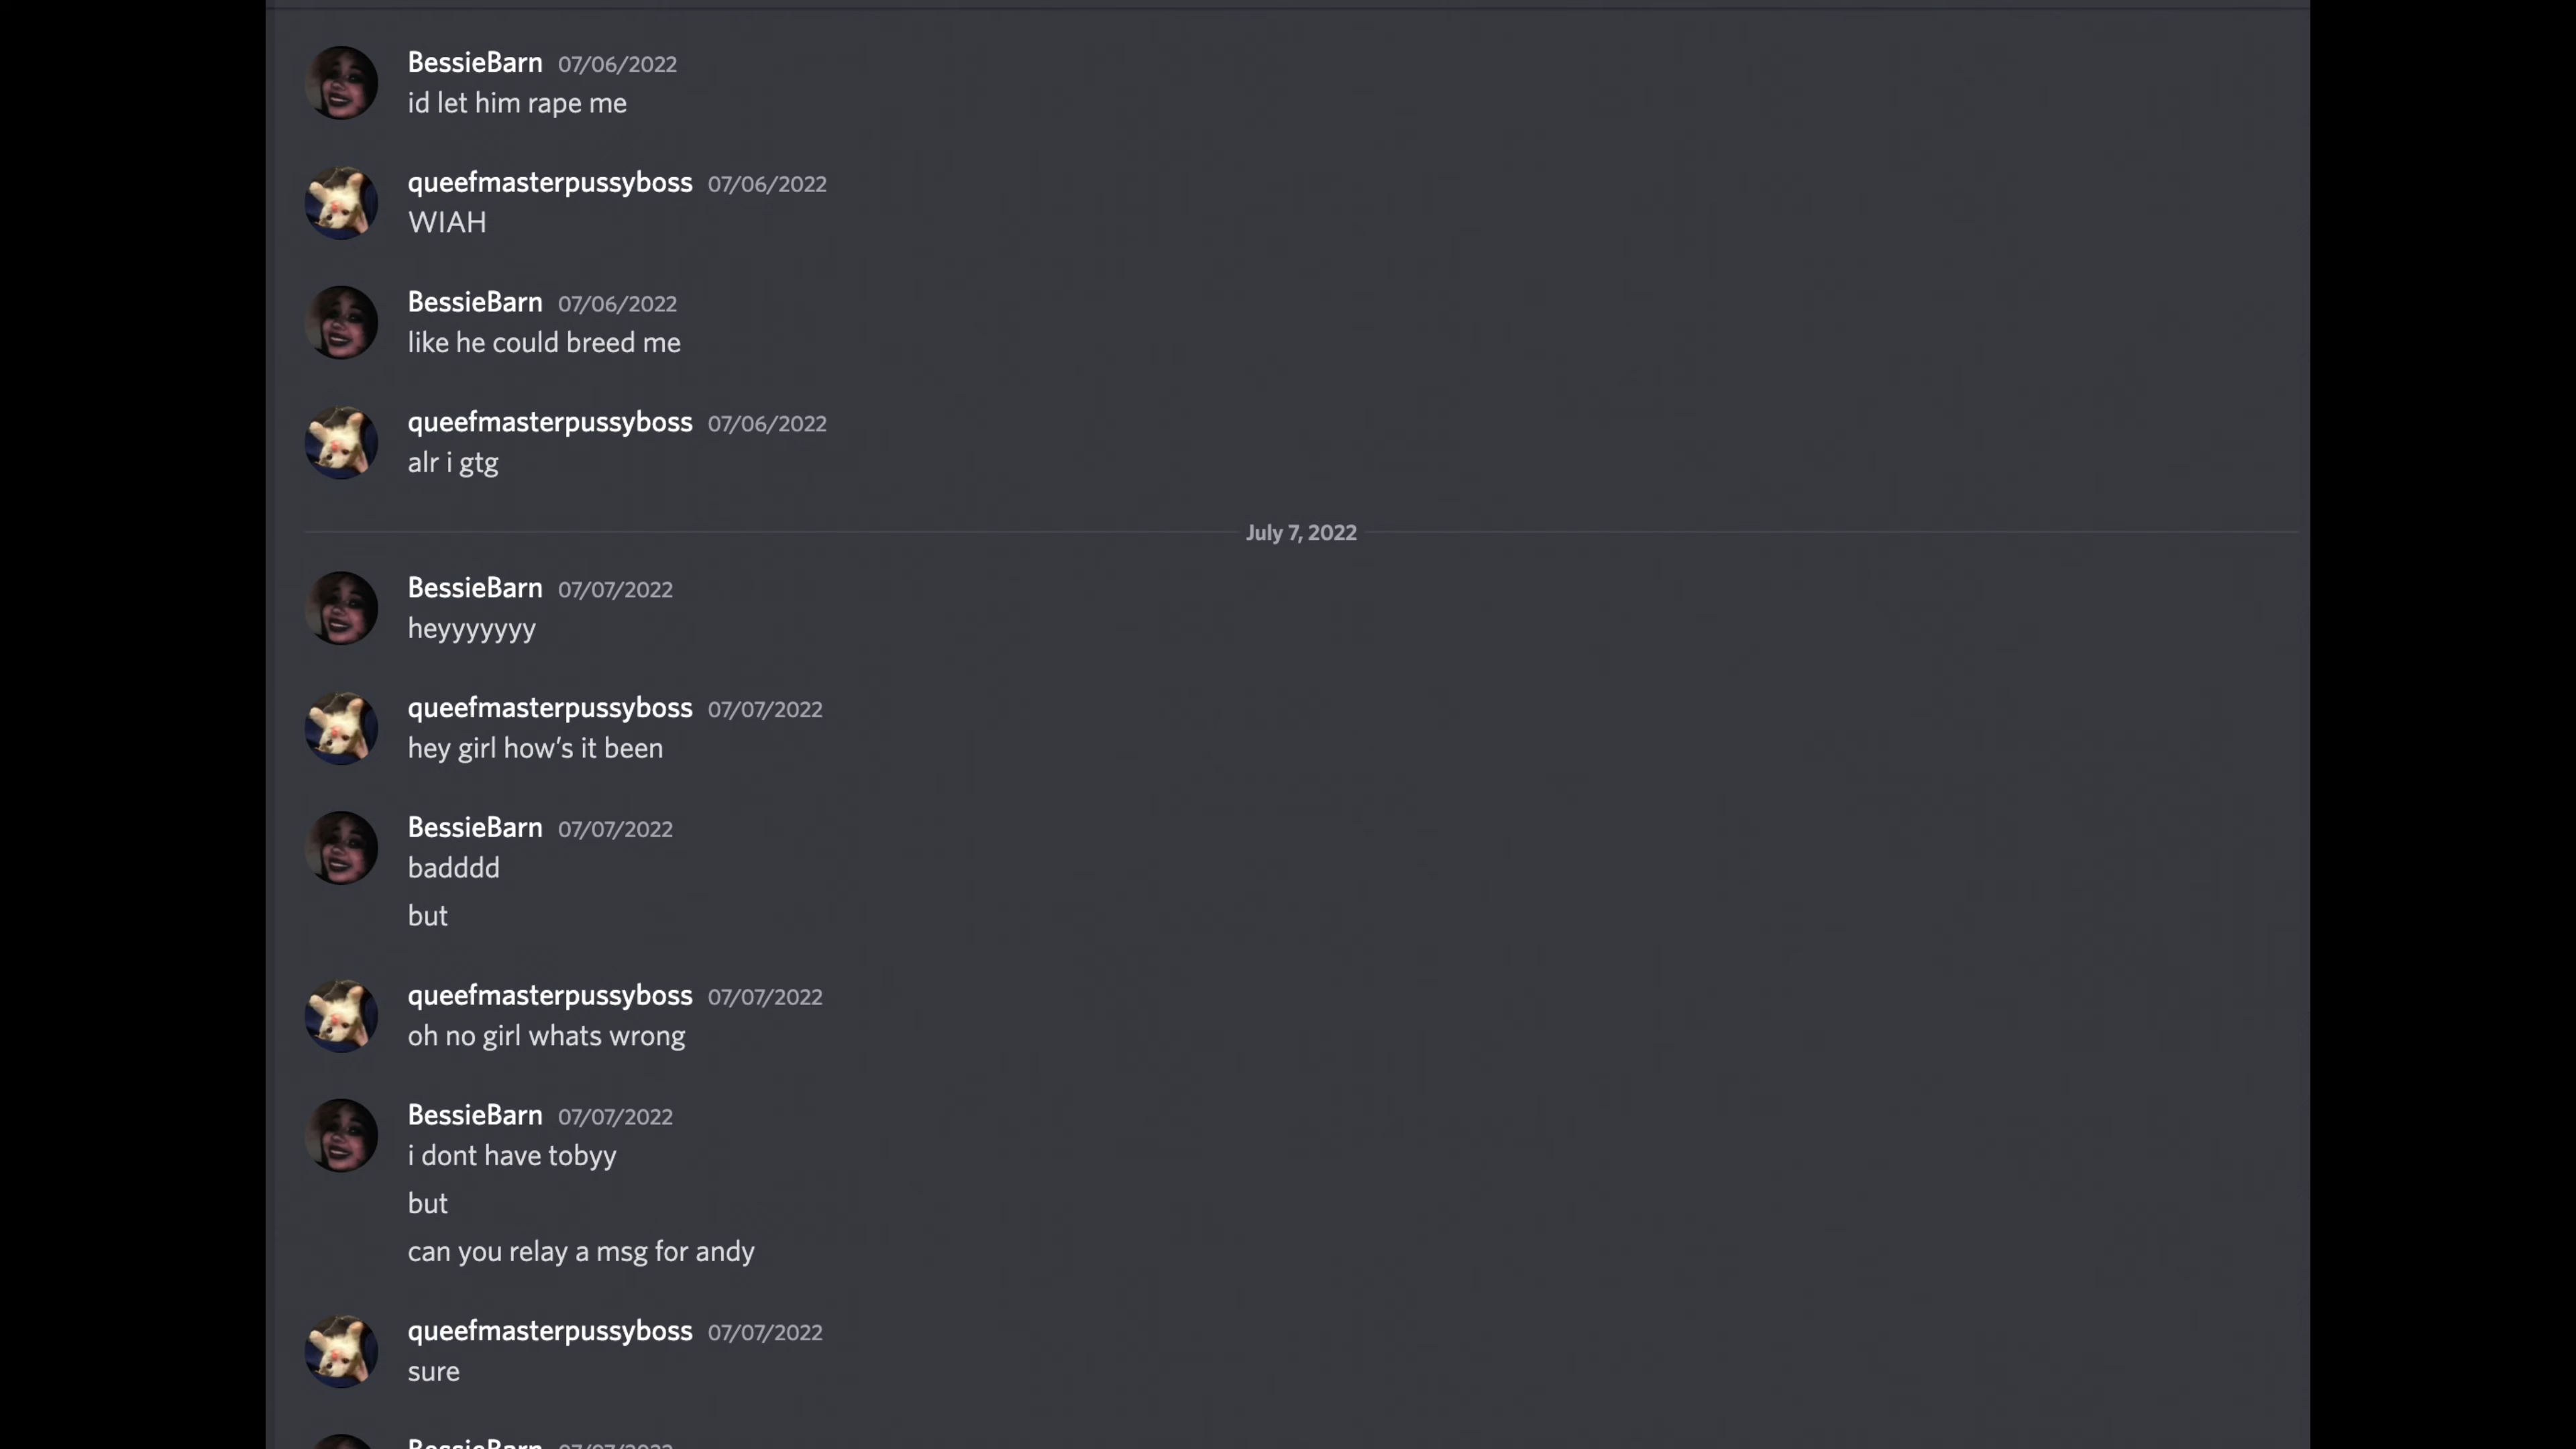 BessieBarn 07/06/2022
id let him rape me
queefmasterpussyboss 07/06/2022
WIAH
BessieBarn 07/06/2022
like he could breed me
queefmasterpussyboss 07/06/2022
alr i gtg
July 7, 2022
BessieBarn 07/07/2022
heyyyyyyy
queefmasterpussyboss 07/07/2022
hey girl how's it been
BessieBarn 07/07/2022
badddd
but
queefmasterpussyboss 07/07/2022
oh no girl whats wrong
BessieBarn 07/07/2022
i dont have tobyy
but
can you relay a msg for andy
queefmasterpussyboss 07/07/2022
sure
BessieBarn 07/07/2022